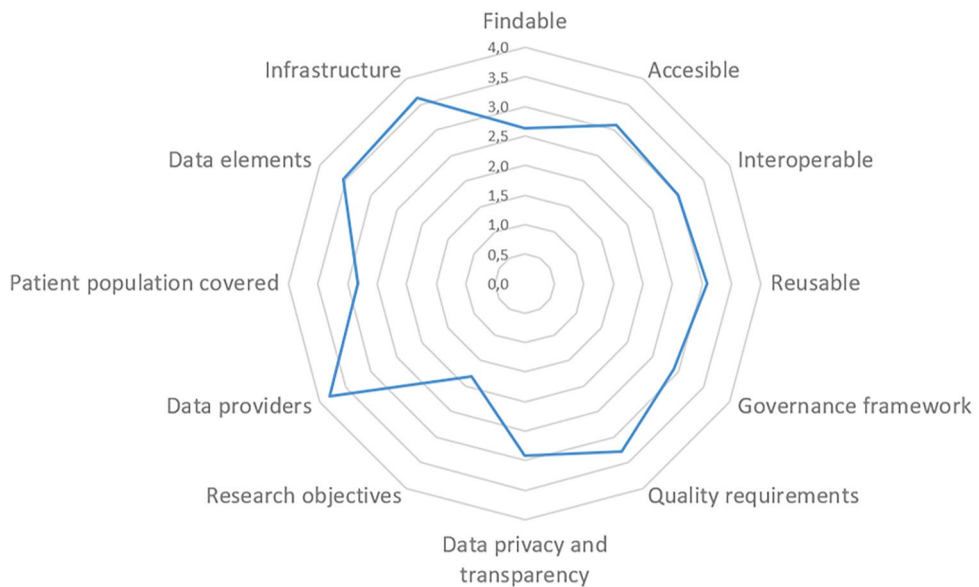 Findable
4,0
Infrastructure
Accesible
3,5
3,0
2,5
Data elements
Interoperable
2,0
1,5
1,0
0,5
Patient population covered
0,0
Reusable
Data providers
Governance framework
Research objectives
Quality requirements
Data privacy and
transparency